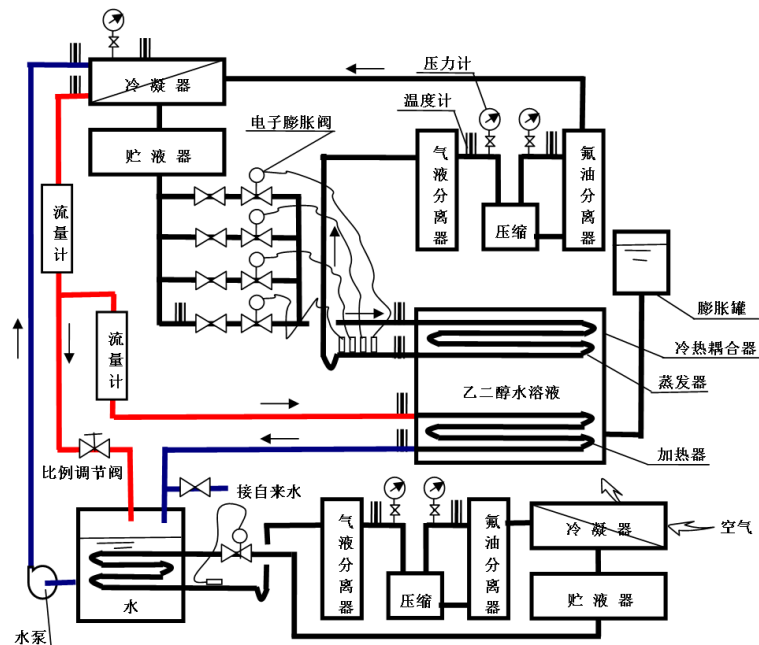 压力计
冷凝器
温度计
电子膨胀阀
贮液器
气液分离器
氟油分离器
流量计
压缩
膨胀罐
冷热耦合器
流量计
蒸发器
乙二醇水溶液
加热器
比例调节阀
接自来水
气液分离器
氟油分离器
冷凝器
空气
压缩
贮液器
水
水泵